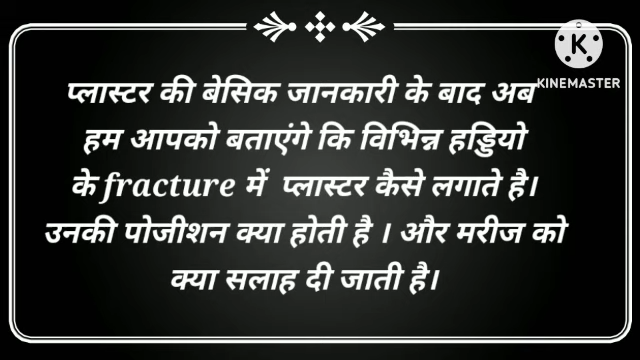 K
KINEMASTER
प्लास्टर की बेसिक जानकारी के बाद अब
हम आपको बताएंगे कि विभिन्न हड्डियो
के fracture में प्लास्टर कैसे लगाते है।
उनकी पोजीशन क्या होती है । और मरीज को
क्या सलाह दी जाती है।